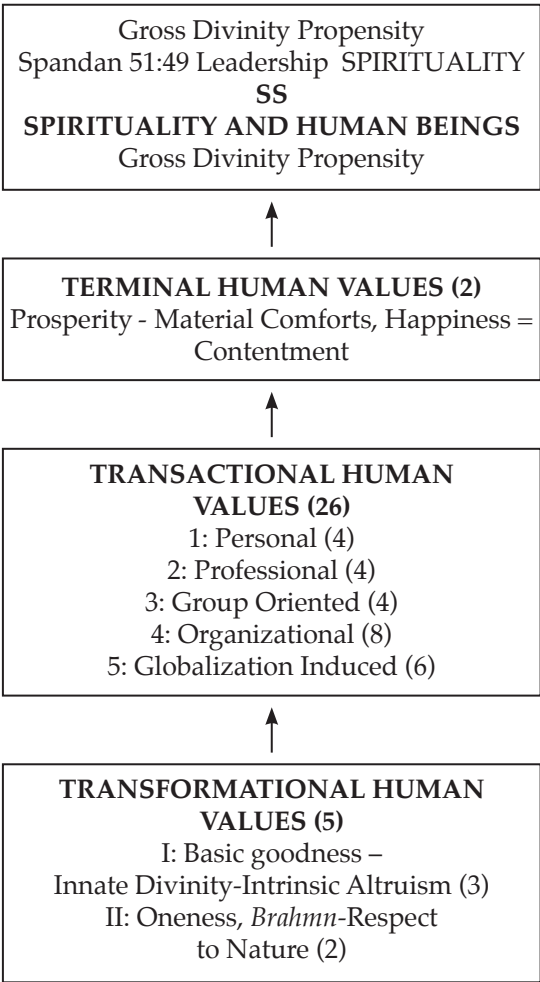 Gross Divinity Propensity
Spandan 51:49 Leadership SPIRITUALITY
SS
SPIRITUALITY AND HUMAN BEINGS
Gross Divinity Propensity
TERMINAL HUMAN VALUES (2)
Prosperity - Material Comforts, Happiness =
Contentment
TRANSACTIONAL HUMAN
VALUES (26)
1: Personal (4)
2: Professional (4)
3: Group Oriented (4)
4: Organizational (8)
5: Globalization Induced (6)
TRANSFORMATIONAL HUMAN
VALUES (5)
I: Basic goodness –
Innate Divinity-Intrinsic Altruism (3)
II: Oneness, Brahmn-Respect
to Nature (2)